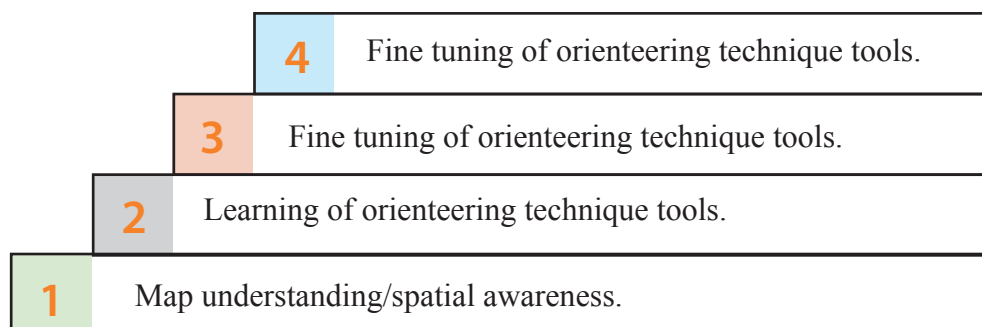 4 Fine tuning of orienteering technique tools.
3 Fine tuning of orienteering technique tools.
2 Learning of orienteering technique tools.
1 Map understanding/spatial awareness.